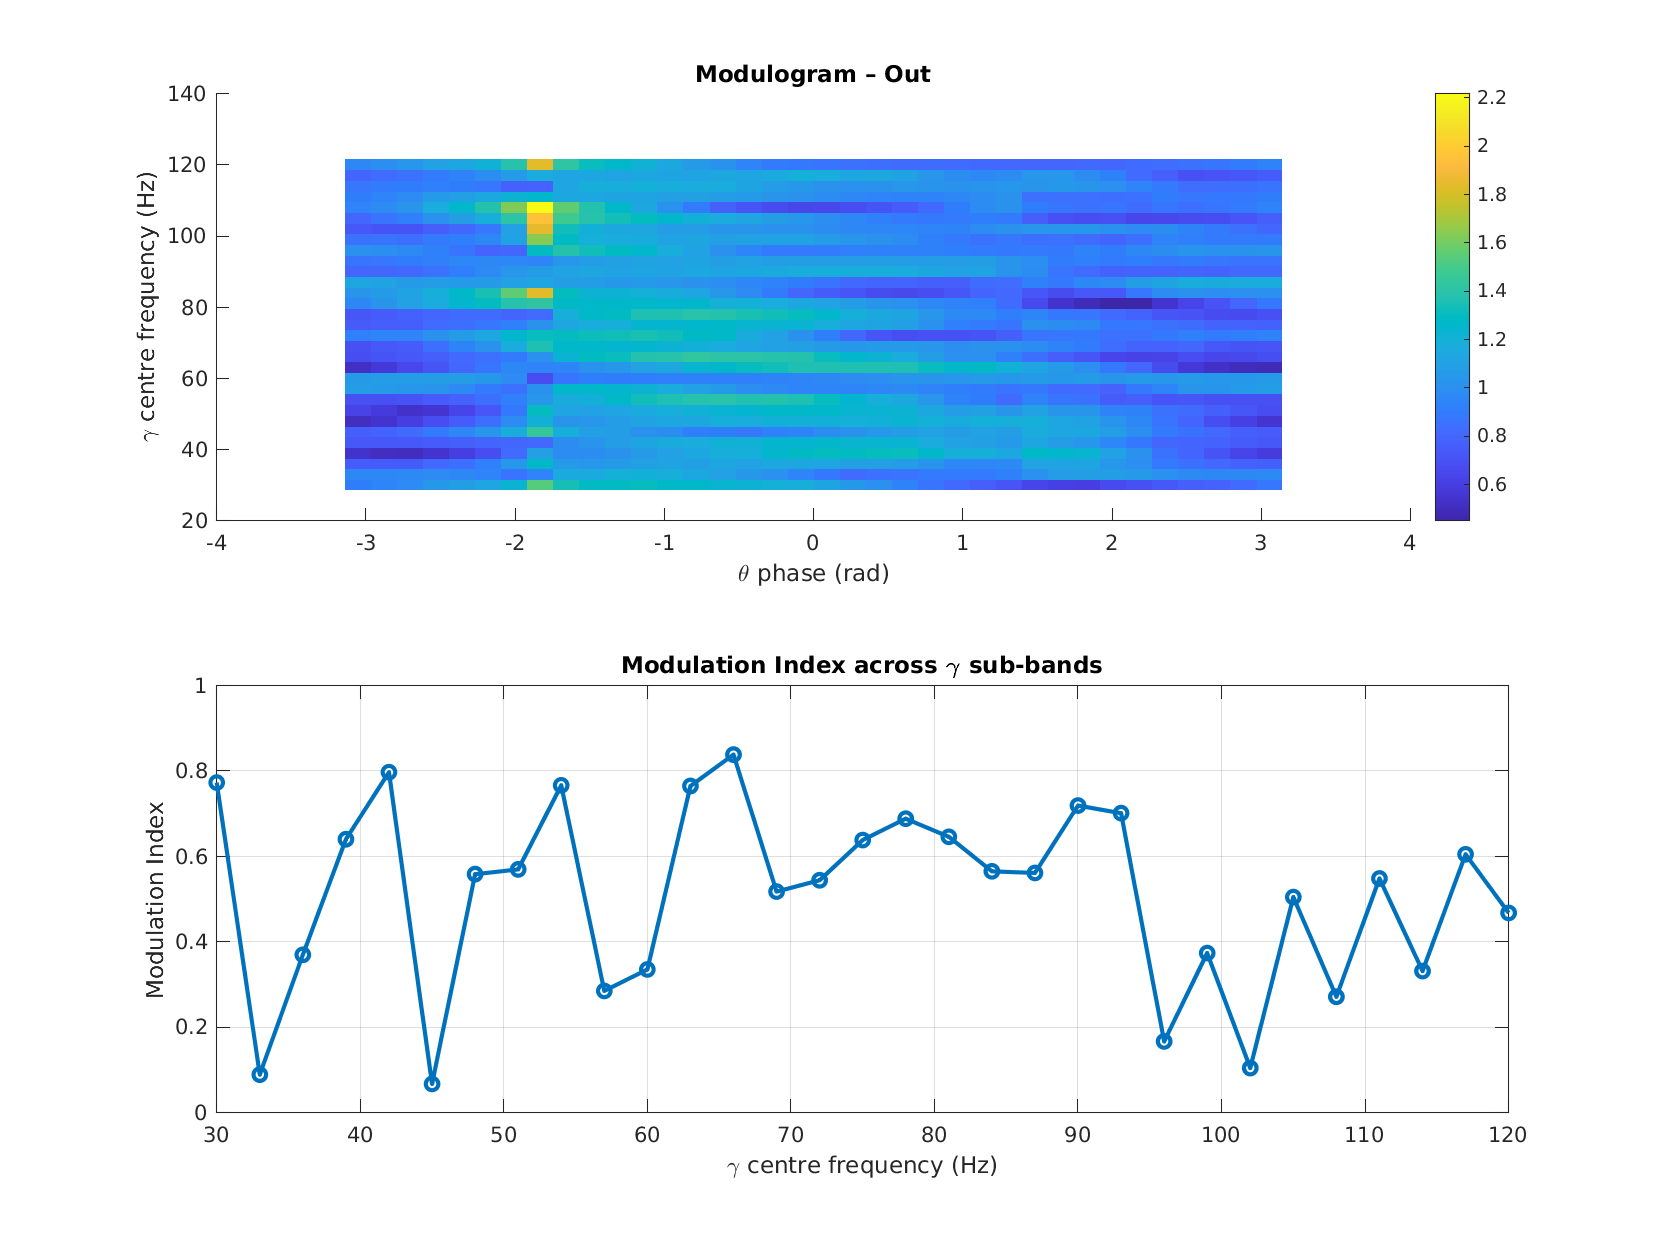 Modulogram – Out
γ centre frequency (Hz)
140
120
100
80
60
40
20
-4 -3 -2 -1 0 1 2 3 4
θ phase (rad)
2.2
2
1.8
1.6
1.4
1.2
1
0.8
0.6
Modulation Index across γ sub-bands
Modulation Index
1
0.8
0.6
0.4
0.2
0
30 40 50 60 70 80 90 100 110 120
γ centre frequency (Hz)